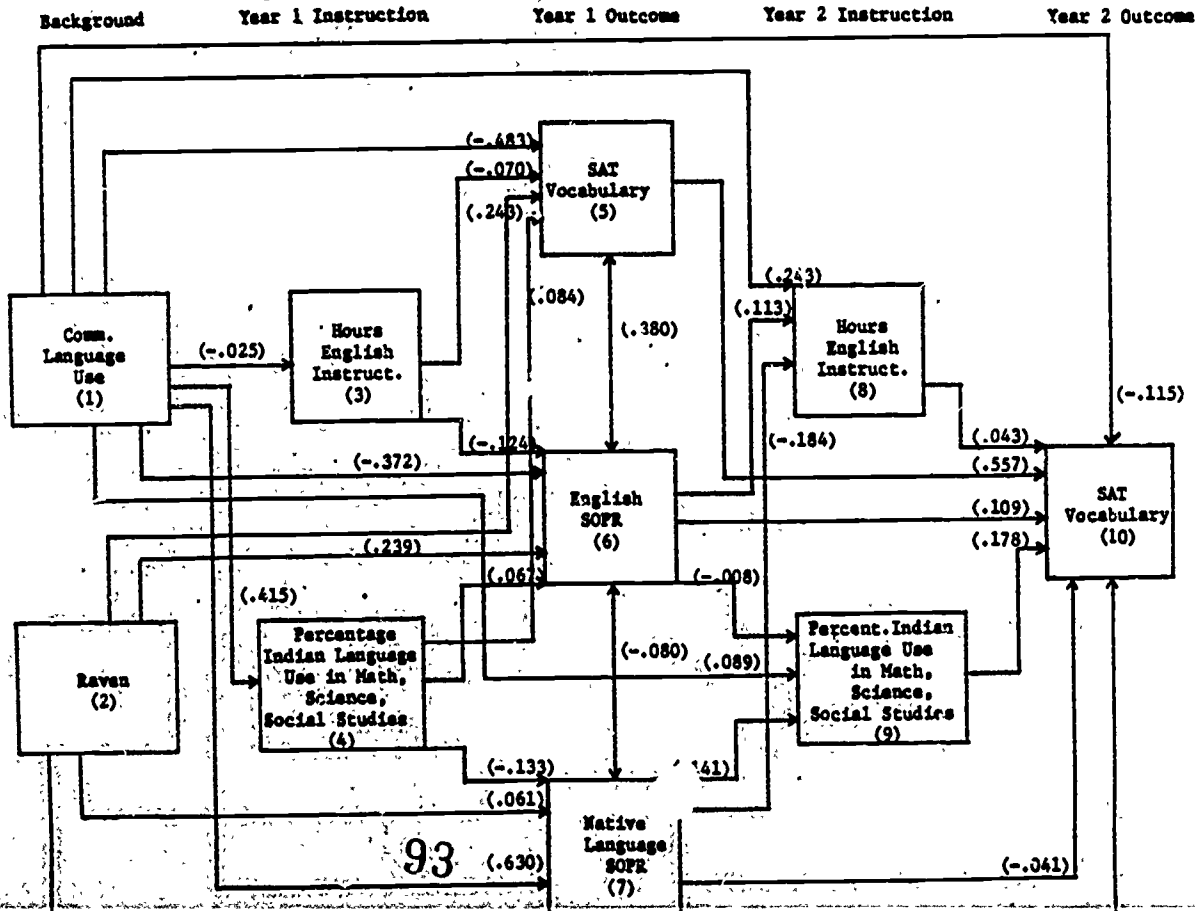 Background Year 1 Instruction Year 1 Outcome Year 2 Instruction Year 2 Outcome
(-.483)
(-.070)
(.243)
SAT
Vocabulary
(5)
(.084)
(.243)
(.113)
(.380)
Comm.
Language
Use
(1)
(-.025)
Hours
English
Instruct.
(3)
Hours
English
Instruct.
(8)
(-.115)
(-.184)
(-.124)
(-.372)
(.043)
(.557)
English
SOPR
(6)
(.109)
(.178)
SAT
Vocabulary
(10)
(.239)
(.067)
(-.008)
(.415)
Raven
(2)
Percentage
Indian Language
Use in Math,
Science,
Social Studies
(4)
(-.080)
(.089)
Percent.Indian
Language Use
in Math,
Science,
Social Studies
(9)
(-.133)
141)
(.061)
Native
Language
SOPR
(7)
93
(.630)
(-.041)